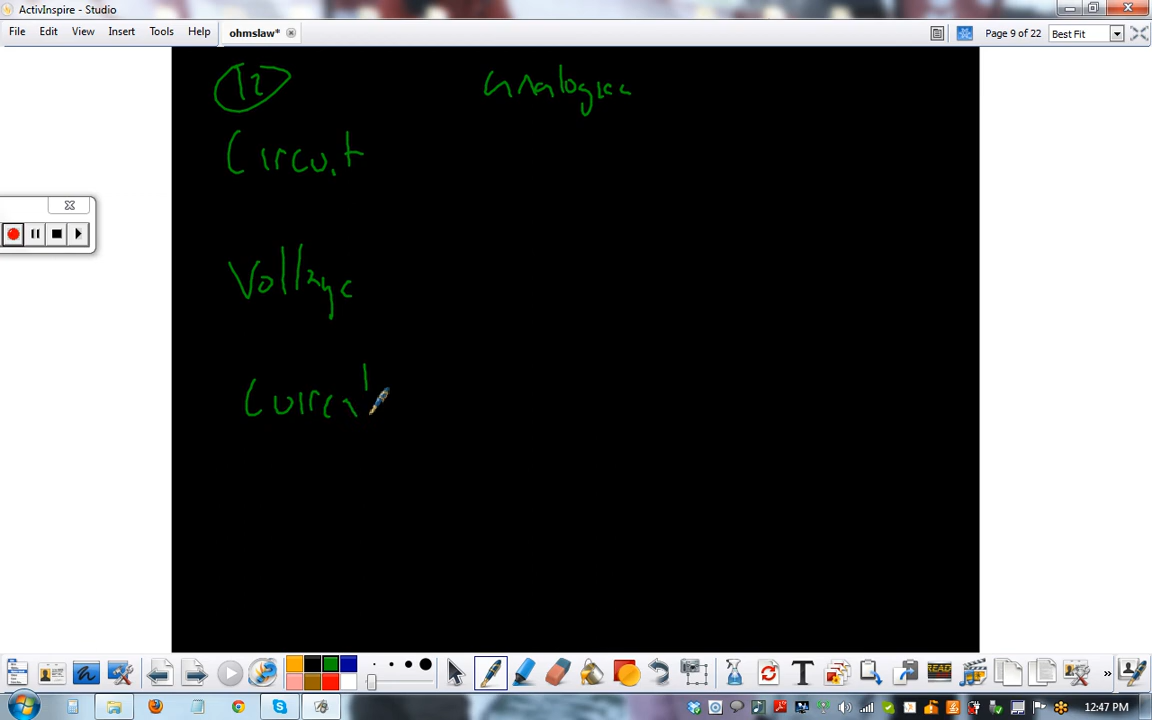 ActivInspire - Studio
File Edit View Insert Tools Help ohmslaw* Page 9 of 22 Best Fit
12 analogies
Circuit
Voltage
Current
T READ »
12:47 PM